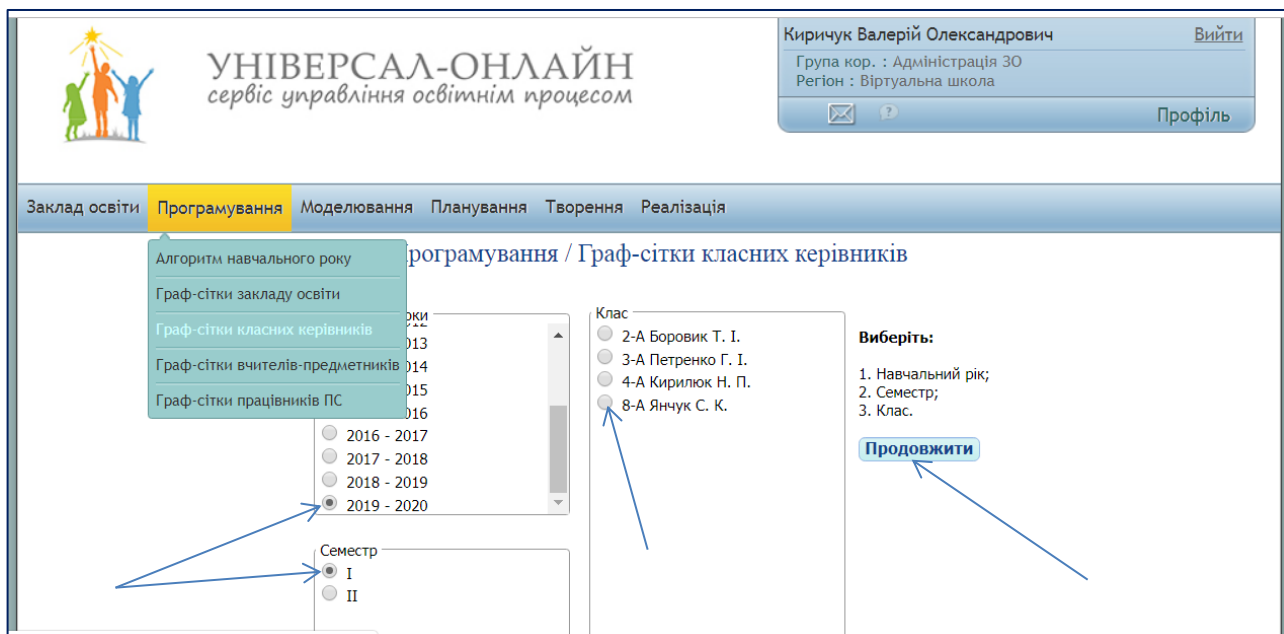 УНІВЕРСАЛ-ОНЛАЙН
сервіс управління освітнім процесом
Киричук Валерій Олександрович Вийти
Група кор. : Адміністрація ЗО
Регіон : Віртуальна школа
Профіль
Заклад освіти Програмування Моделювання Планування Творення Реалізація
рограмування / Граф-сітки класних керівників
Алгоритм навчального року
Граф-сітки закладу освіти
Граф-сітки класних керівників
Граф-сітки вчителів-предметників
Граф-сітки працівників ПС
оки
012
013
014
015
016
2016 - 2017
2017 - 2018
2018 - 2019
2019 - 2020
Семестр
I
II
Клас
2-А Боровик Т. І.
3-А Петренко Г. І.
4-А Кирилюк Н. П.
8-А Янчук С. К.
Виберіть:
1. Навчальний рік;
2. Семестр;
3. Клас.
Продовжити